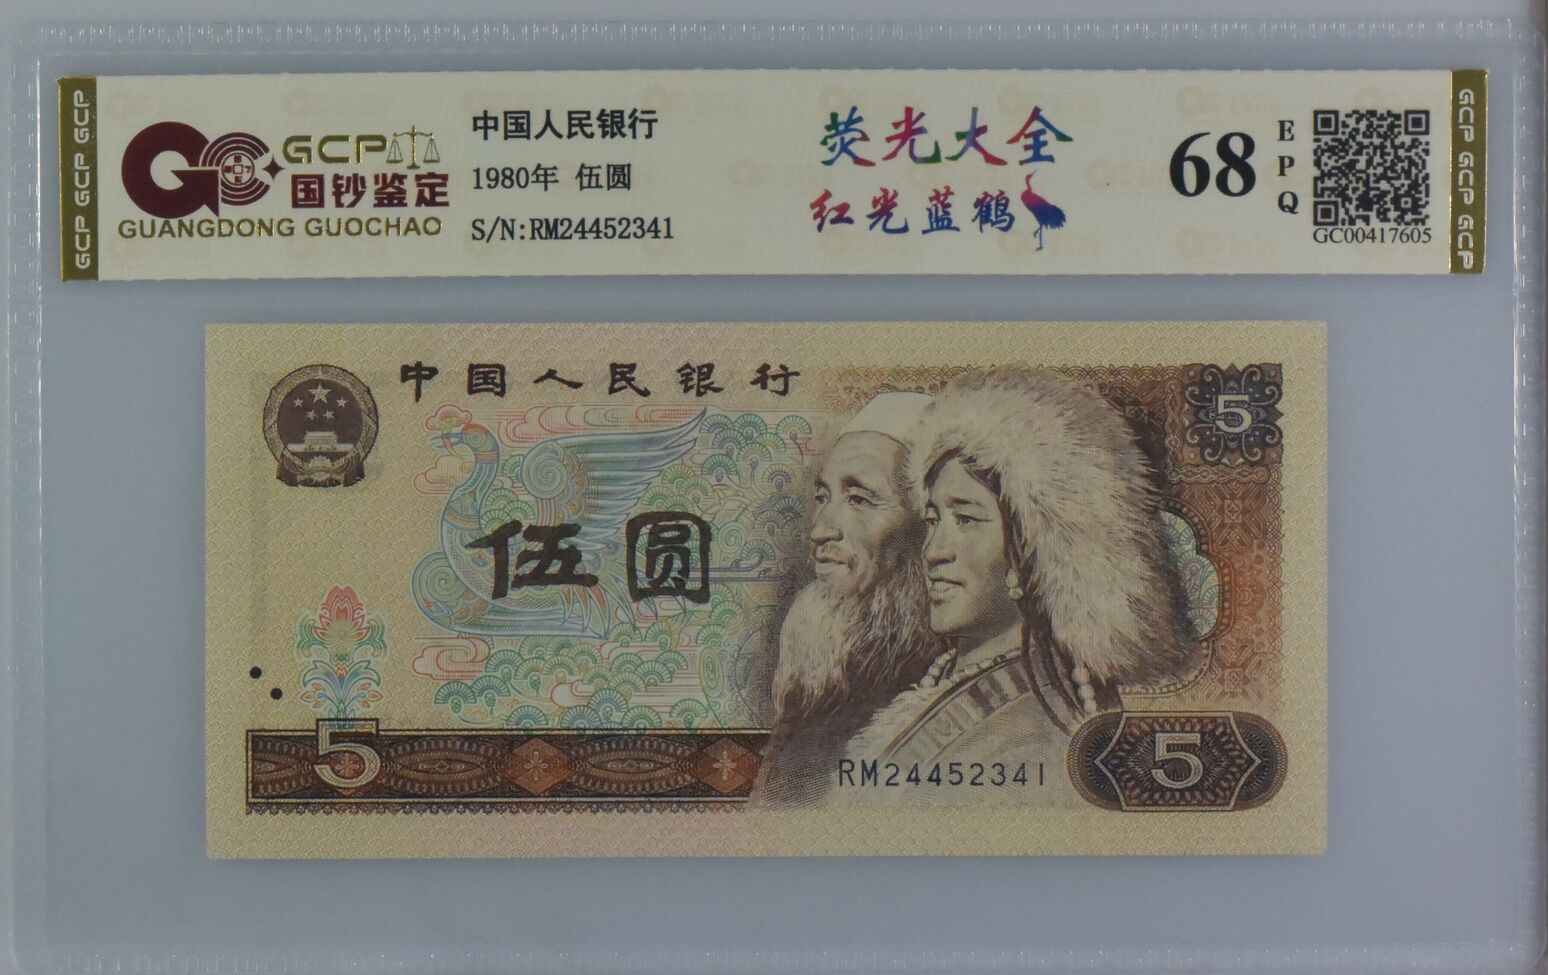 GCP GCP GCP
GCP
国钞鉴定
GUANGDONG GUOCHAO
中国人民银行
1980年 伍圆
S/N:RM24452341
荧光大全
红光蓝鹤
68
EPQ
GC00417605
GCP GCP GCP
中国人民银行
5
伍圆
5
RM24452341
5